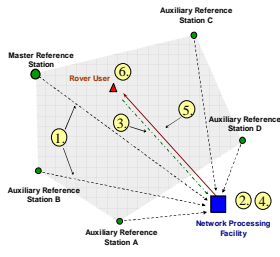 Auxiliary Reference
Station C
Master Reference
Station
Rover User
6.
5.
3.
1.
Auxiliary Reference
Station D
Auxiliary Reference
Station B
2.
4.
Network Processing
Facility
Auxiliary Reference
Station A